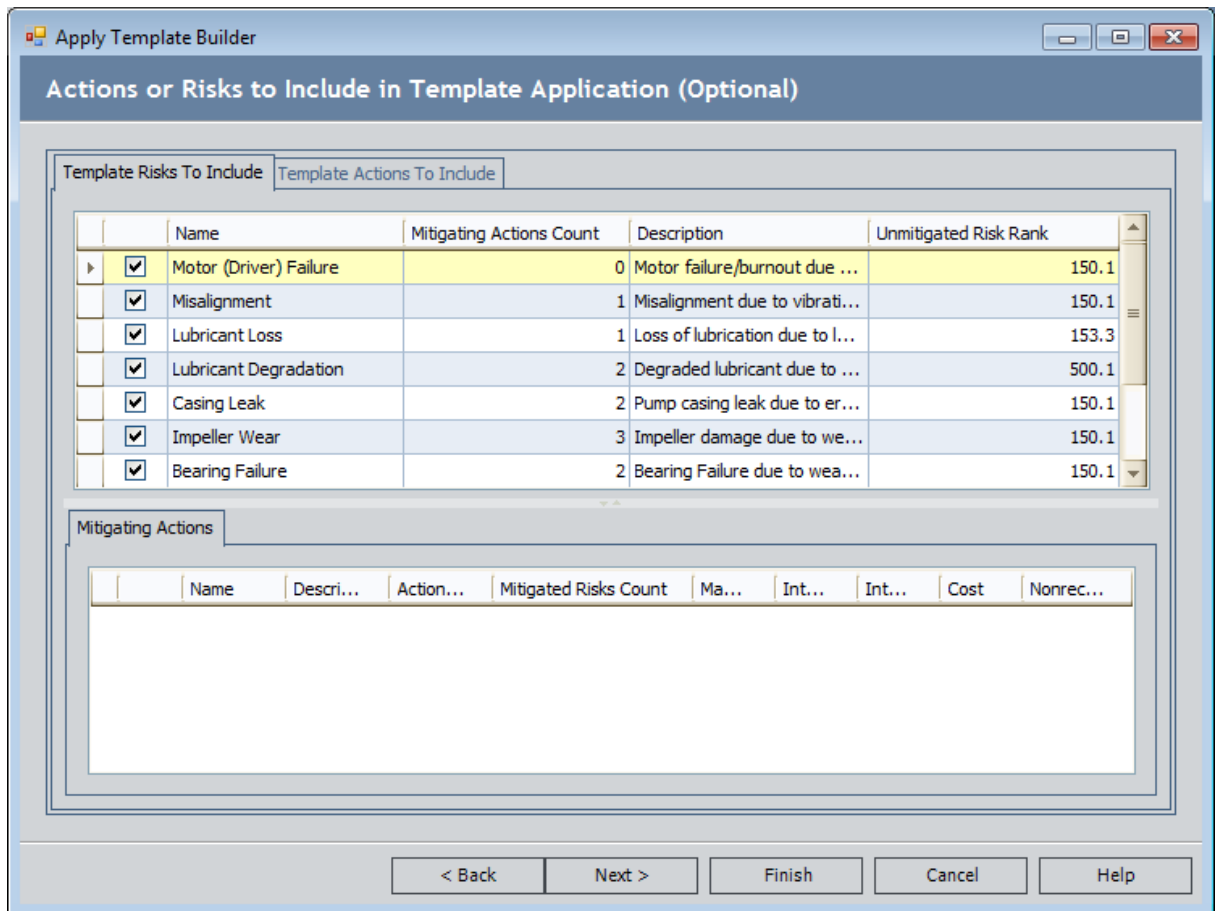 Apply Template Builder
Actions or Risks to Include in Template Application (Optional)
Template Risks To Include Template Actions To Include
Name Mitigating Actions Count Description Unmitigated Risk Rank
Motor (Driver) Failure 0 Motor failure/burnout due ... 150.1
Misalignment 1 Misalignment due to vibrati... 150.1
Lubricant Loss 1 Loss of lubrication due to l... 153.3
Lubricant Degradation 2 Degraded lubricant due to ... 500.1
Casing Leak 2 Pump casing leak due to er... 150.1
Impeller Wear 3 Impeller damage due to we... 150.1
Bearing Failure 2 Bearing Failure due to wea... 150.1
Mitigating Actions
Name Descri... Action... Mitigated Risks Count Ma... Int... Int... Cost Nonrec...
< Back Next > Finish Cancel Help